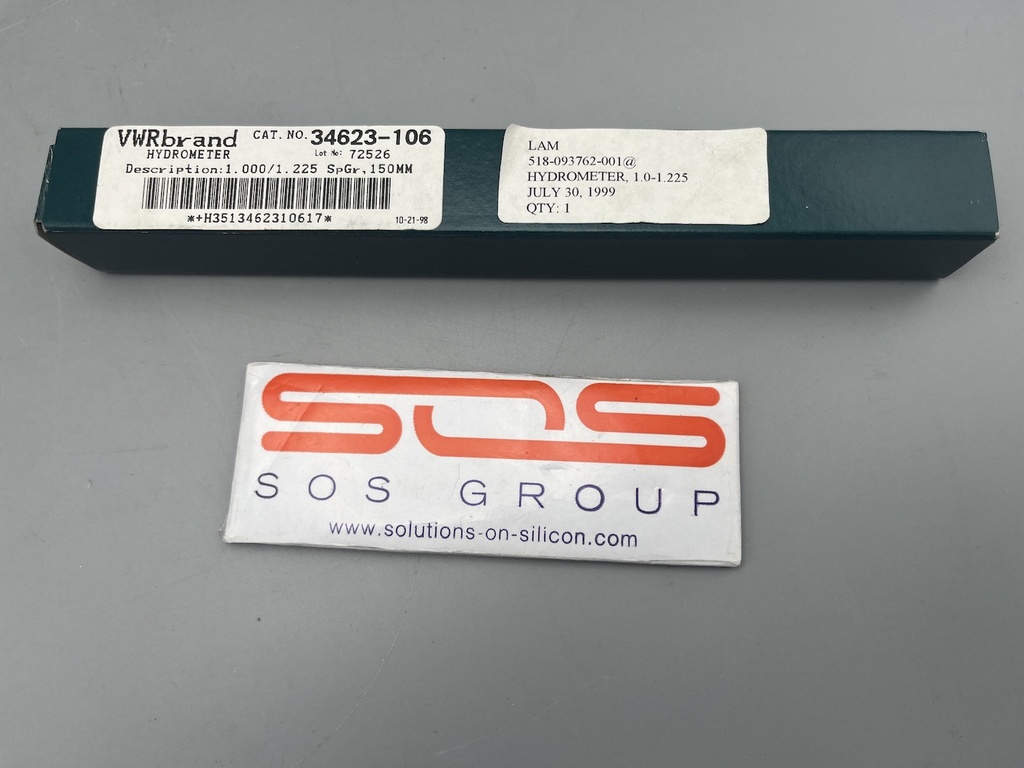 VWRbrand CAT. NO. 34623-106
HYDROMETER Lot No: 72526
Description:1.000/1.225 SpGr,150MM
*+H3513462310617* 10-21-98
LAM
518-093762-001@
HYDROMETER, 1.0-1.225
JULY 30, 1999
QTY: 1
SOS
SOS GROUP
www.solutions-on-silicon.com